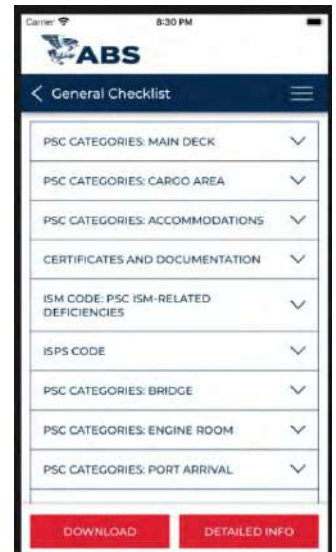 Carrier 8:30 PM
ABS
General Checklist
PSC CATEGORIES: MAIN DECK
PSC CATEGORIES: CARGO AREA
PSC CATEGORIES: ACCOMMODATIONS
CERTIFICATES AND DOCUMENTATION
ISM CODE: PSC ISM-RELATED
DEFICIENCIES
ISPS CODE
PSC CATEGORIES: BRIDGE
PSC CATEGORIES: ENGINE ROOM
PSC CATEGORIES: PORT ARRIVAL
DOWNLOAD DETAILED INFO